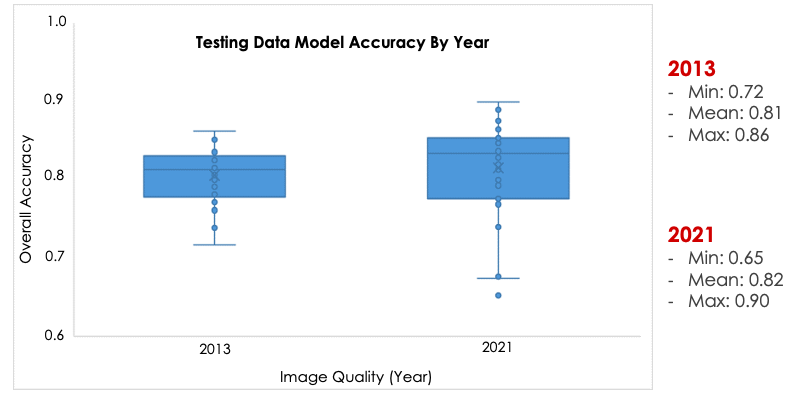 Testing Data Model Accuracy By Year
1.0
0.9
0.8
0.7
0.6
Overall Accuracy
2013
2021
Image Quality (Year)
2013
- Min: 0.72
- Mean: 0.81
- Max: 0.86
2021
- Min: 0.65
- Mean: 0.82
- Max: 0.90